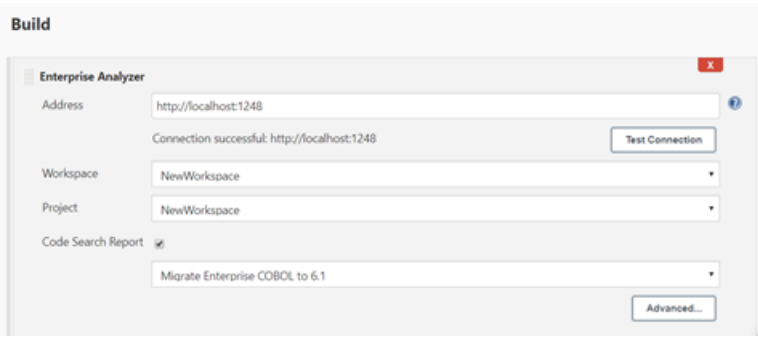 Build
X
Enterprise Analyzer
Address
http://localhost:1248
?
Connection successful: http://localhost:1248
Test Connection
Workspace
NewWorkspace
Project
NewWorkspace
Code Search Report
Migrate Enterprise COBOL to 6.1
Advanced...